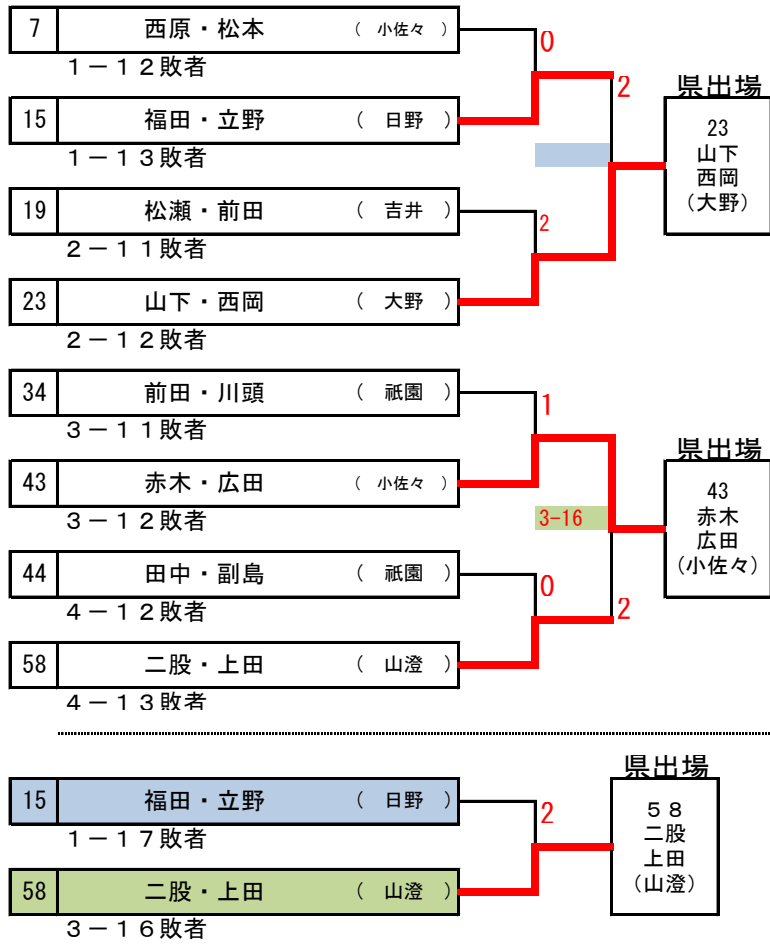 7 西原・松本 （ 小佐々 ）
0
１－１２敗者
2
県出場
15 福田・立野 （ 日野 ）
１－１３敗者
23
山下
西岡
（大野）
19 松瀬・前田 （ 吉井 ）
2
２－１１敗者
23 山下・西岡 （ 大野 ）
２－１２敗者
34 前田・川頭 （ 祇園 ）
1
３－１１敗者
県出場
43 赤木・広田 （ 小佐々 ）
３－１２敗者
3-16
43
赤木
広田
（小佐々）
44 田中・副島 （ 祇園 ）
0
４－１２敗者
2
58 二股・上田 （ 山澄 ）
４－１３敗者
県出場
15 福田・立野 （ 日野 ）
2
１－１７敗者
５８
二股
上田
（山澄）
58 二股・上田 （ 山澄 ）
３－１６敗者